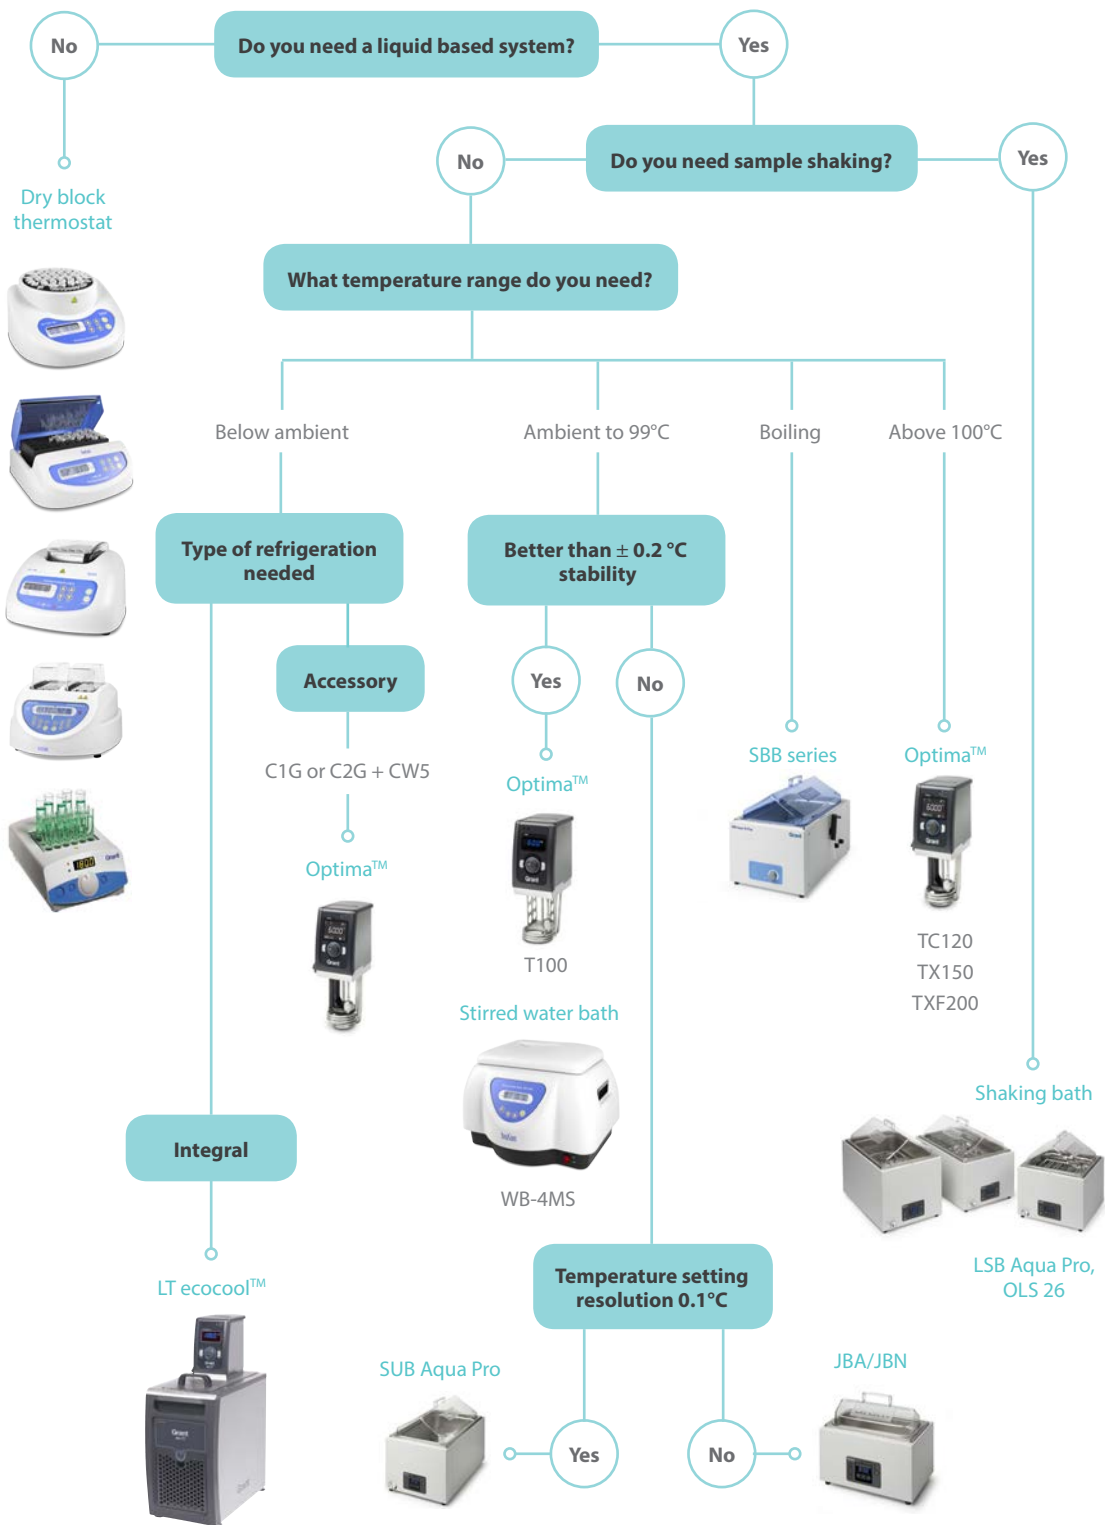 No
Do you need a liquid based system?
Yes
No
Do you need sample shaking?
Yes
Dry block
thermostat
What temperature range do you need?
Below ambient
Ambient to 99°C
Boiling
Above 100°C
Type of refrigeration
needed
Better than ± 0.2 °C
stability
Accessory
Yes
No
C1G or C2G + CW5
Optima™
SBB series
Optima™
Optima™
T100
TC120
TX150
TXF200
Stirred water bath
WB-4MS
Shaking bath
LSB Aqua Pro,
OLS 26
Integral
LT ecocool™
Temperature setting
resolution 0.1°C
SUB Aqua Pro
JBA/JBN
Yes
No
Grant